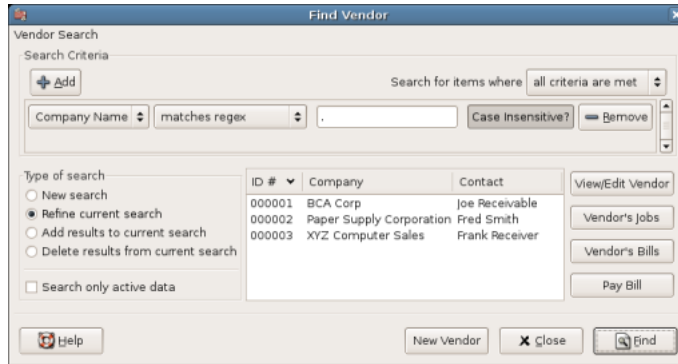 Find Vendor
Vendor Search
Search Criteria
Add
Search for items where all criteria are met
Company Name matches regex . Case Insensitive? Remove
Type of search
New search
Refine current search
Add results to current search
Delete results from current search
Search only active data
ID # Company Contact
000001 BCA Corp Joe Receivable
000002 Paper Supply Corporation Fred Smith
000003 XYZ Computer Sales Frank Receiver
View/Edit Vendor
Vendor's Jobs
Vendor's Bills
Pay Bill
Help New Vendor Close Find